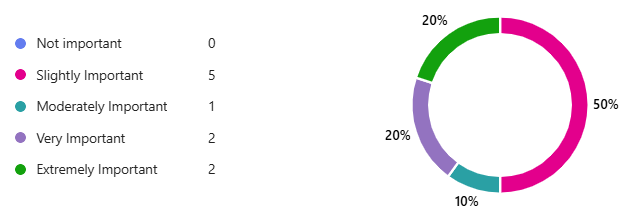 Not important 0
Slightly Important 5
Moderately Important 1
Very Important 2
Extremely Important 2
20%
50%
20%
10%